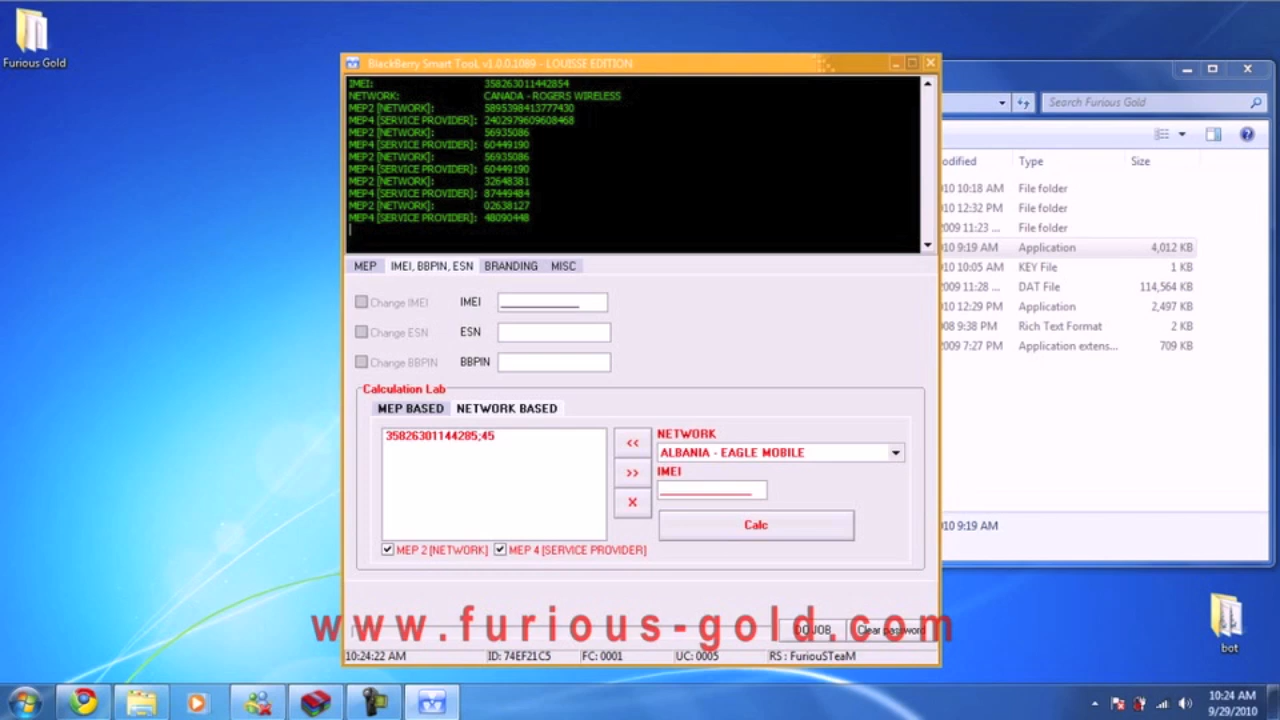 Furious Gold
BlackBerry Smart Tool v1.0.0.1089 - LOUISSE EDITION
IMEI: 358263011442854
NETWORK: CANADA - ROGERS WIRELESS
MEP2 [NETWORK]: 5895398413777430
MEP4 [SERVICE PROVIDER]: 2402979609608468
MEP2 [NETWORK]: 56935086
MEP4 [SERVICE PROVIDER]: 60449190
MEP2 [NETWORK]: 56935086
MEP4 [SERVICE PROVIDER]: 60449190
MEP2 [NETWORK]: 32648381
MEP4 [SERVICE PROVIDER]: 87449484
MEP2 [NETWORK]: 02638127
MEP4 [SERVICE PROVIDER]: 48090448
MEP IMEI, BBPIN, ESN BRANDING MISC
Change IMEI IMEI
Change ESN ESN
Change BBPIN BBPIN
Calculation Lab
MEP BASED NETWORK BASED
35826301144285;45
<<
>>
X
NETWORK
ALBANIA - EAGLE MOBILE
IMEI
Calc
MEP 2 [NETWORK] MEP 4 [SERVICE PROVIDER]
DO JOB Clear password
www.furious-gold.com
10:24:22 AM ID: 74EF21C5 FC: 0001 UC: 0005 RS : FuriouSTeaM
Search Furious Gold
odified Type Size
010 10:18 AM File folder
010 12:32 PM File folder
2009 11:23 ... File folder
010 9:19 AM Application 4,012 KB
010 10:05 AM KEY File 1 KB
2009 11:28 ... DAT File 114,564 KB
010 12:29 PM Application 2,497 KB
008 9:38 PM Rich Text Format 2 KB
2009 7:27 PM Application extens... 709 KB
010 9:19 AM
bot
10:24 AM
9/29/2010